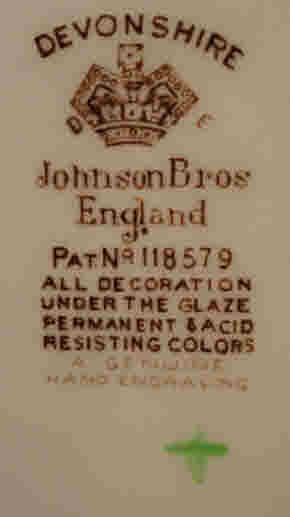 DEVONSHIRE
D E
Johnson Bros
England
PAT NO 118579
ALL DECORATION
UNDER THE GLAZE
PERMANENT & ACID
RESISTING COLORS
A GENUINE
HAND ENGRAVING